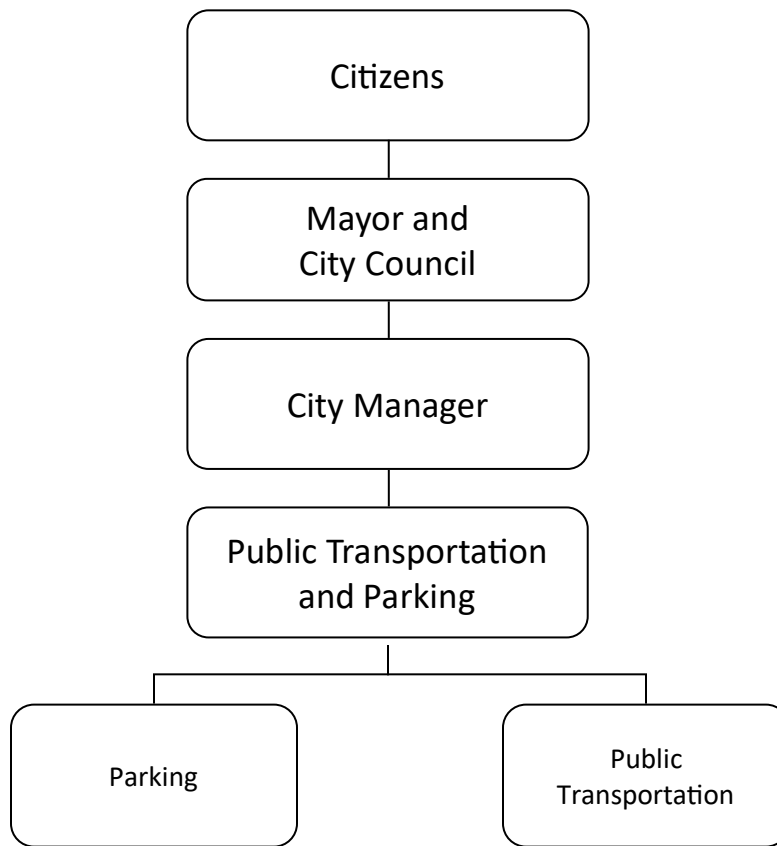 Citizens
Mayor and
City Council
City Manager
Public Transportation
and Parking
Parking
Public
Transportation